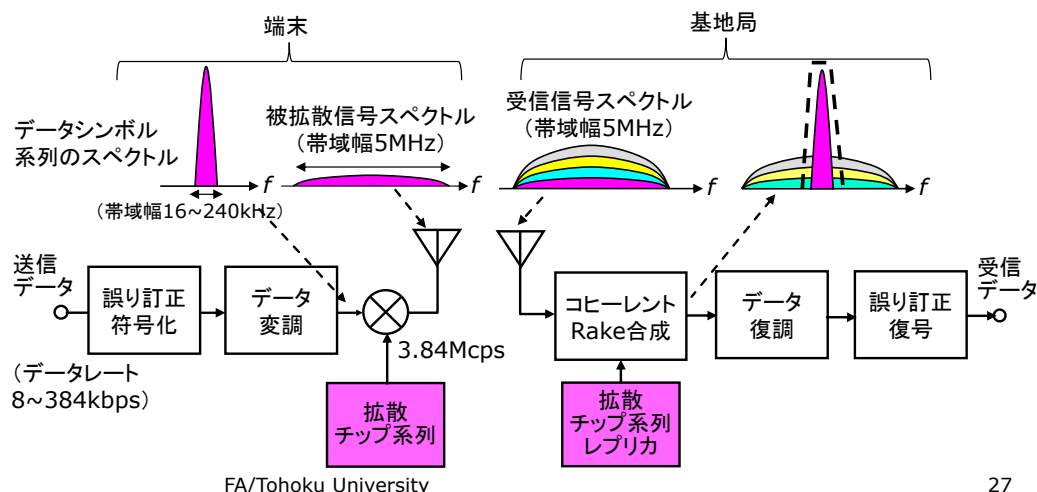 端末
基地局
データシンボル
系列のスペクトル
被拡散信号スペクトル
(帯域幅5MHz)
受信信号スペクトル
(帯域幅5MHz)
f
f
f
f
(帯域幅16~240kHz)
送信
データ
誤り訂正
符号化
データ
変調
3.84Mcps
コヒーレント
Rake合成
データ
復調
誤り訂正
復号
受信
データ
(データレート
8~384kbps)
拡散
チップ系列
拡散
チップ系列
レプリカ
FA/Tohoku University
27